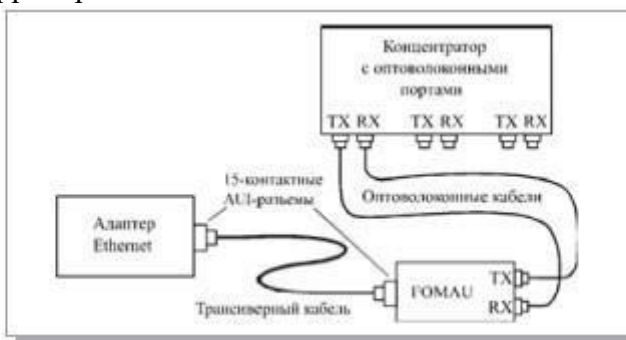 Концентратор
с оптоволоконными
портами
TX RX TX RX TX RX
15-контактные
AUI-разъемы
Оптоволоконные кабели
Адаптер
Ethernet
TX
FOMAU
RX
Трансиверный кабель